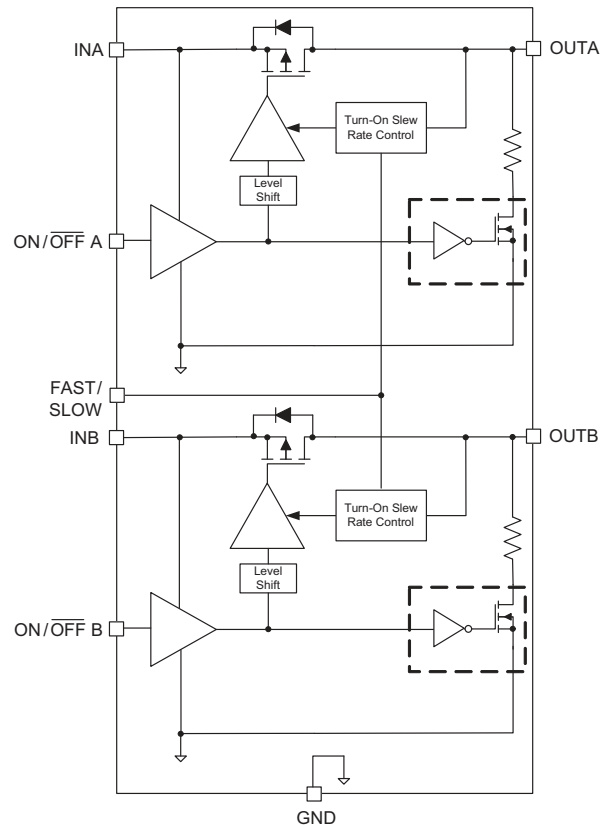 INA
OUTA
Turn-On Slew
Rate Control
Level
Shift
ON/OFF A
FAST/
SLOW
INB
OUTB
Turn-On Slew
Rate Control
Level
Shift
ON/OFF B
GND